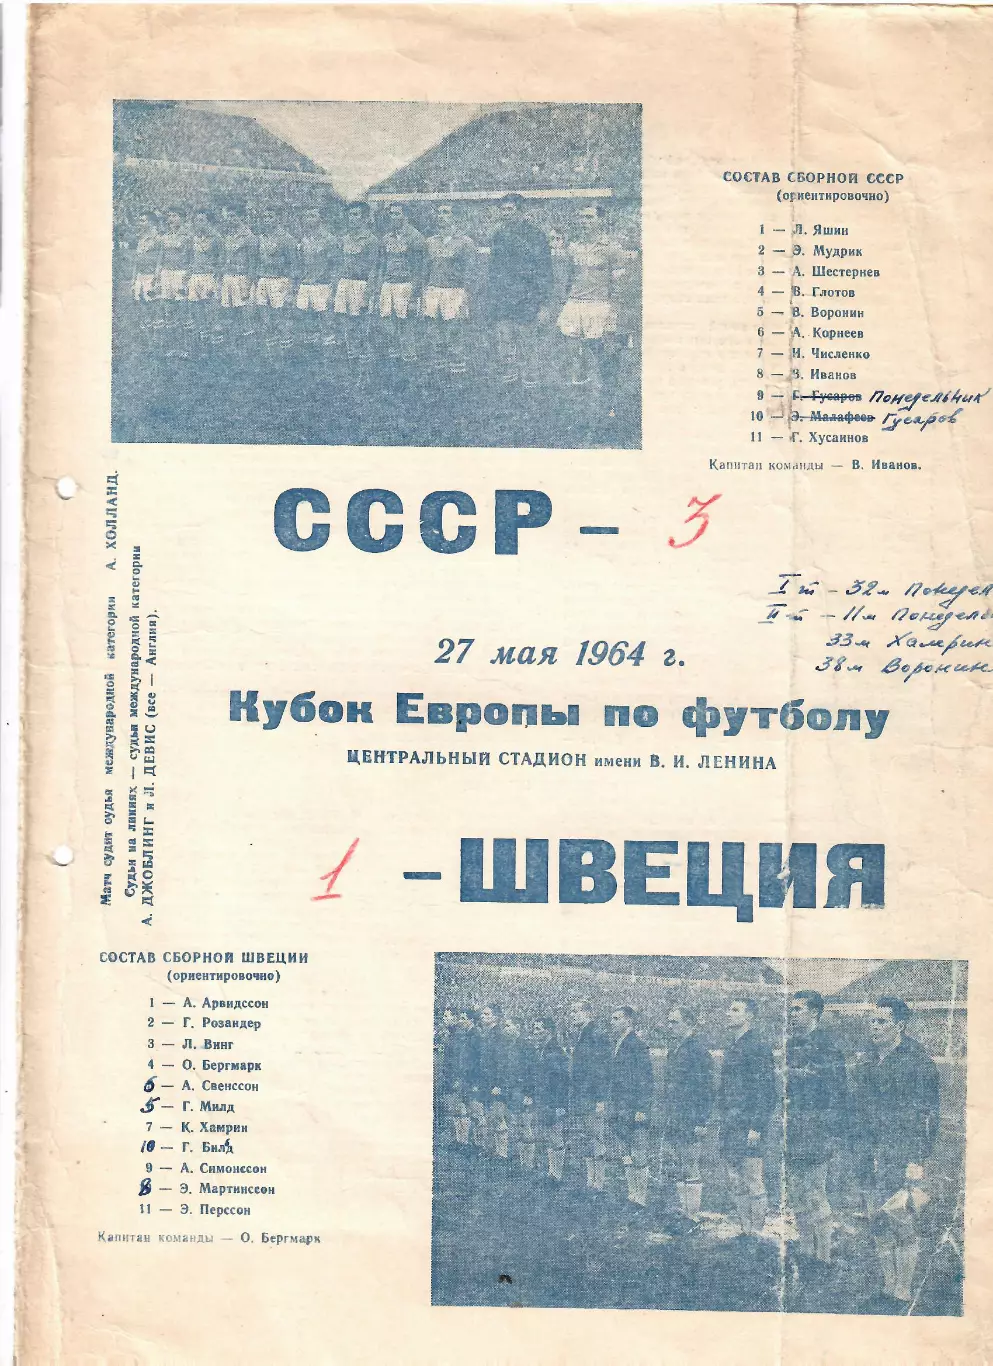 СОСТАВ СБОРНОЙ СССР
(ориентировочно)
1 — Л. Яшин
2 — Э. Мудрик
3 — А. Шестернев
4 — В. Глотов
5 — В. Воронин
6 — А. Корнеев
7 — И. Численко
8 — В. Иванов
9 — Г. Гусаров Понедельник
10 — Э. Малафеев Гусаров
11 — Г. Хусаинов
Капитан команды — В. Иванов.
СССР – 3
I й - 32м Понедел
II-й - 11м Понедель
33м Хамрин
38м Воронин
27 мая 1964 г.
Кубок Европы по футболу
ЦЕНТРАЛЬНЫЙ СТАДИОН имени В. И. ЛЕНИНА
1 – ШВЕЦИЯ
Матч судит судья международной категории А. ХОЛЛАНД.
Судьи на линиях — судьи международной категории
А. ДЖОБЛИНГ и Л. ДЕВИС (все — Англия).
СОСТАВ СБОРНОЙ ШВЕЦИИ
(ориентировочно)
1 — А. Арвидссон
2 — Г. Розандер
3 — Л. Винг
4 — О. Бергмарк
6 — А. Свенссон
5 — Г. Милд
7 — К. Хамрин
10 — Г. Билд
9 — А. Симонссон
8 — Э. Мартинссон
11 — Э. Перссон
Капитан команды — О. Бергмарк